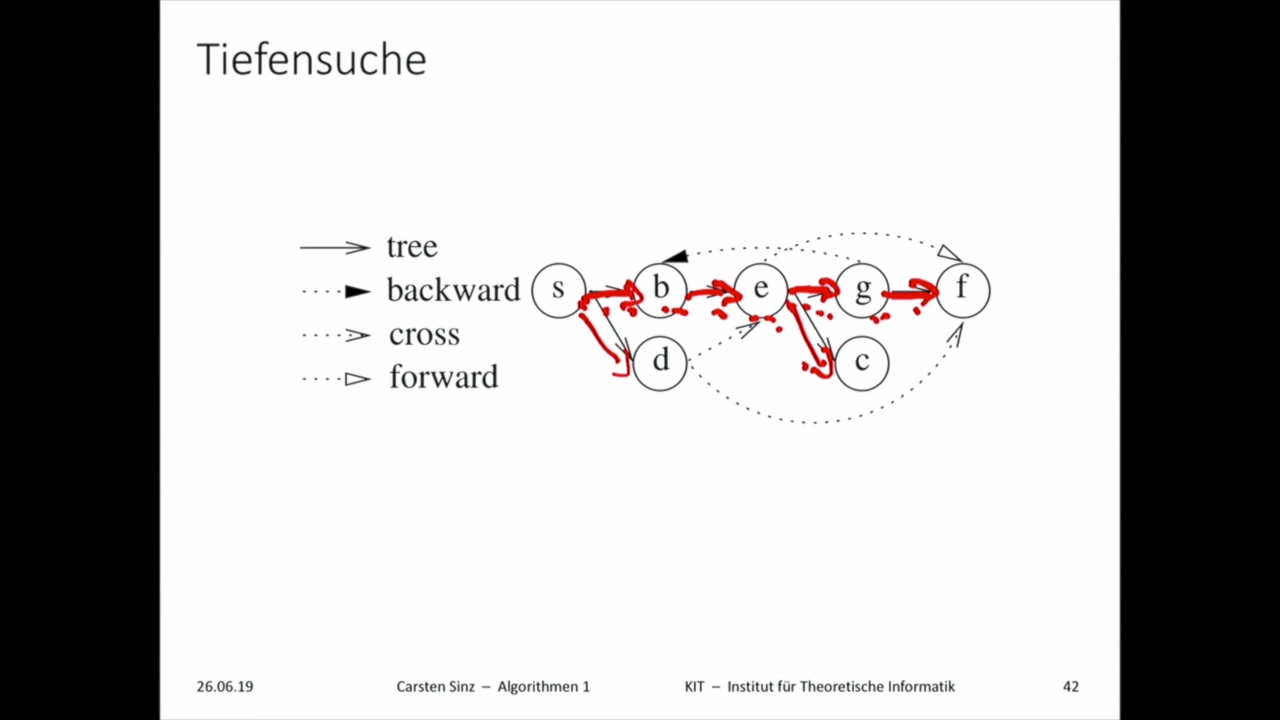 Tiefensuche
tree
backward
cross
forward
s b e g f
d c
26.06.19 Carsten Sinz – Algorithmen 1 KIT – Institut für Theoretische Informatik 42